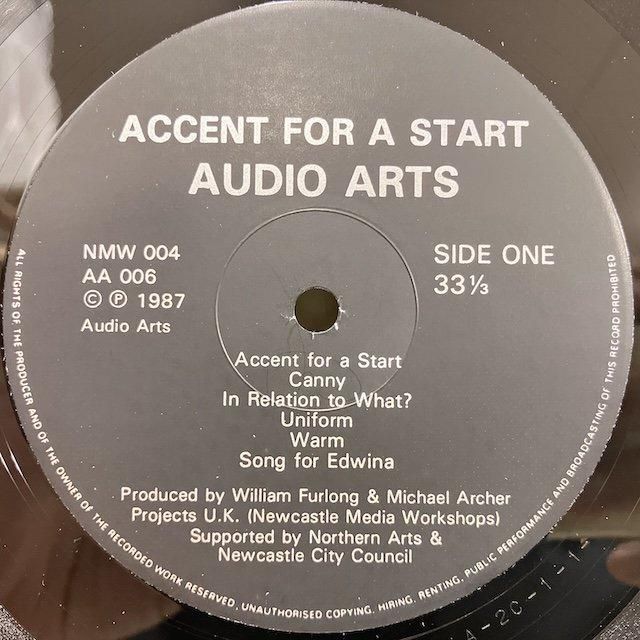 ACCENT FOR A START
AUDIO ARTS
NMW 004
AA 006
© ℗ 1987
Audio Arts
SIDE ONE
33⅓
Accent for a Start
Canny
In Relation to What?
Uniform
Warm
Song for Edwina
Produced by William Furlong & Michael Archer
Projects U.K. (Newcastle Media Workshops)
Supported by Northern Arts &
Newcastle City Council
ALL RIGHTS OF THE PRODUCER AND OF THE OWNER OF THE RECORDED WORK RESERVED. UNAUTHORISED COPYING, HIRING, RENTING, PUBLIC PERFORMANCE AND BROADCASTING OF THIS RECORD PROHIBITED
A-2C-1-1-